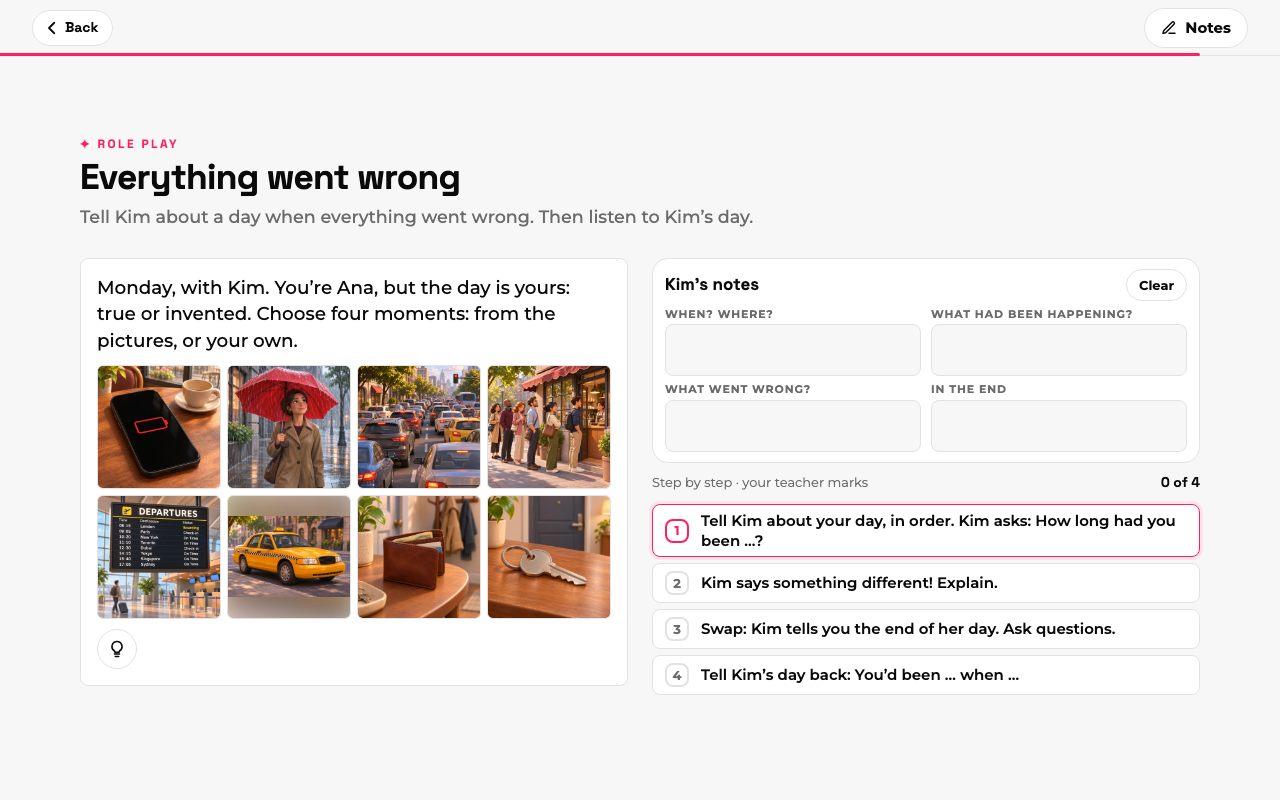 Back
Notes
ROLE PLAY
Everything went wrong
Tell Kim about a day when everything went wrong. Then listen to Kim's day.
Monday, with Kim. You're Ana, but the day is yours:
true or invented. Choose four moments: from the
pictures, or your own.
DEPARTURES
Kim's notes
Clear
WHEN? WHERE?
WHAT HAD BEEN HAPPENING?
WHAT WENT WRONG?
IN THE END
Step by step · your teacher marks
0 of 4
1
Tell Kim about your day, in order. Kim asks: How long had you
been …?
2
Kim says something different! Explain.
3
Swap: Kim tells you the end of her day. Ask questions.
4
Tell Kim's day back: You'd been … when …